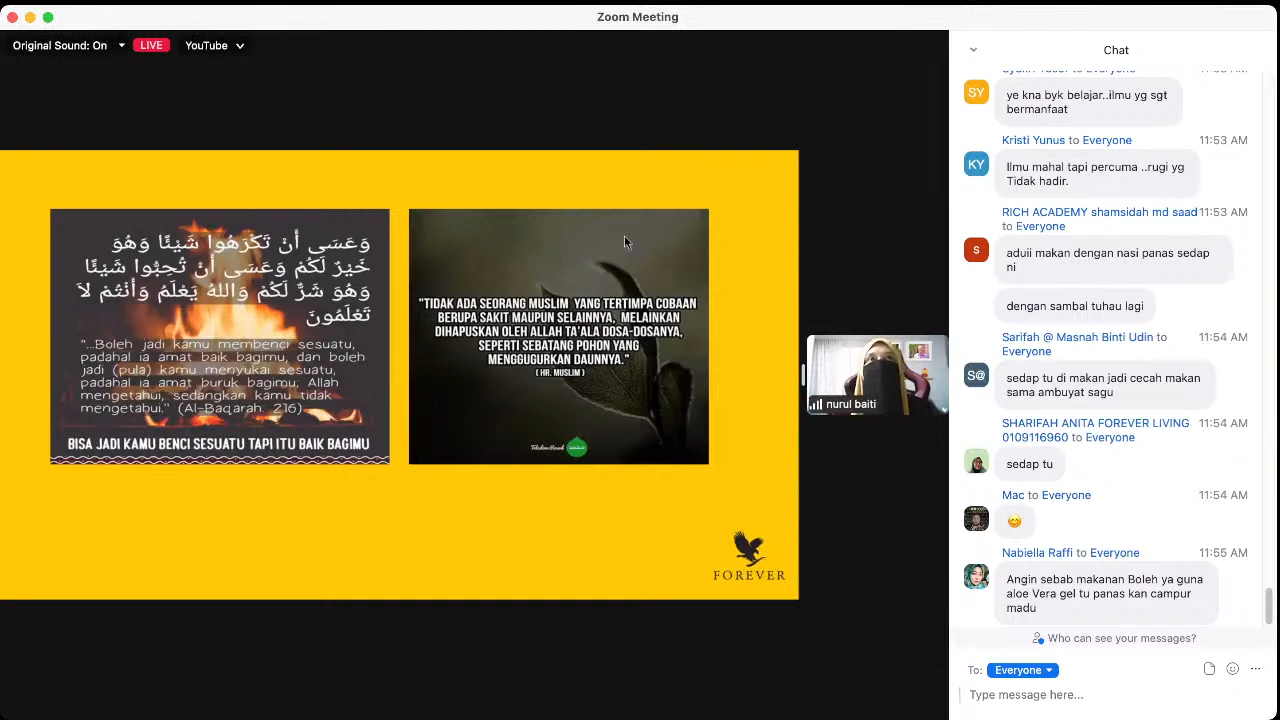 Zoom Meeting
Original Sound: On
LIVE
YouTube
وَعَسَى أَنْ تَكْرَهُوا شَيْئًا وَهُوَ
خَيْرٌ لَكُمْ وَعَسَى أَنْ تُحِبُّوا شَيْئًا
وَهُوَ شَرٌّ لَكُمْ وَاللهُ يَعْلَمُ وَأَنْتُمْ لاَ
تَعْلَمُونَ
"...Boleh jadi kamu membenci sesuatu,
padahal ia amat baik bagimu, dan boleh
jadi (pula) kamu menyukai sesuatu,
padahal ia amat buruk bagimu; Allah
mengetahui, sedangkan kamu tidak
mengetahui." (Al-Baqarah: 216)
BISA JADI KAMU BENCI SESUATU TAPI ITU BAIK BAGIMU
"TIDAK ADA SEORANG MUSLIM YANG TERTIMPA COBAAN
BERUPA SAKIT MAUPUN SELAINNYA, MELAINKAN
DIHAPUSKAN OLEH ALLAH TA'ALA DOSA-DOSANYA,
SEPERTI SEBATANG POHON YANG
MENGGUGURKAN DAUNNYA."
( HR. MUSLIM )
Teladan Rasul
FOREVER
nurul baiti
Chat
to Everyone
SY
ye kna byk belajar..ilmu yg sgt
bermanfaat
Kristi Yunus to Everyone 11:53 AM
KY
Ilmu mahal tapi percuma ..rugi yg
Tidak hadir.
RICH ACADEMY shamsidah md saad 11:53 AM
to Everyone
s
aduii makan dengan nasi panas sedap
ni
dengan sambal tuhau lagi
Sarifah @ Masnah Binti Udin to 11:54 AM
Everyone
S@
sedap tu di makan jadi cecah makan
sama ambuyat sagu
SHARIFAH ANITA FOREVER LIVING 11:54 AM
0109116960 to Everyone
sedap tu
Mac to Everyone 11:54 AM
😊
Nabiella Raffi to Everyone 11:55 AM
Angin sebab makanan Boleh ya guna
aloe Vera gel tu panas kan campur
madu
Who can see your messages?
To: Everyone
Type message here...